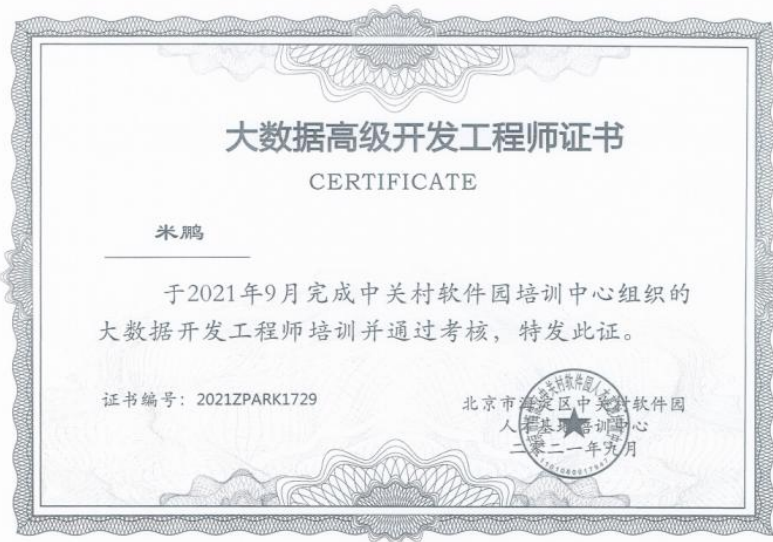 大数据高级开发工程师证书
CERTIFICATE
米鹏
于2021年9月完成中关村软件园培训中心组织的
大数据开发工程师培训并通过考核，特发此证。
证书编号：2021ZPARK1729
北京市海淀区中关村软件园
人才基地培训中心
二〇二一年九月